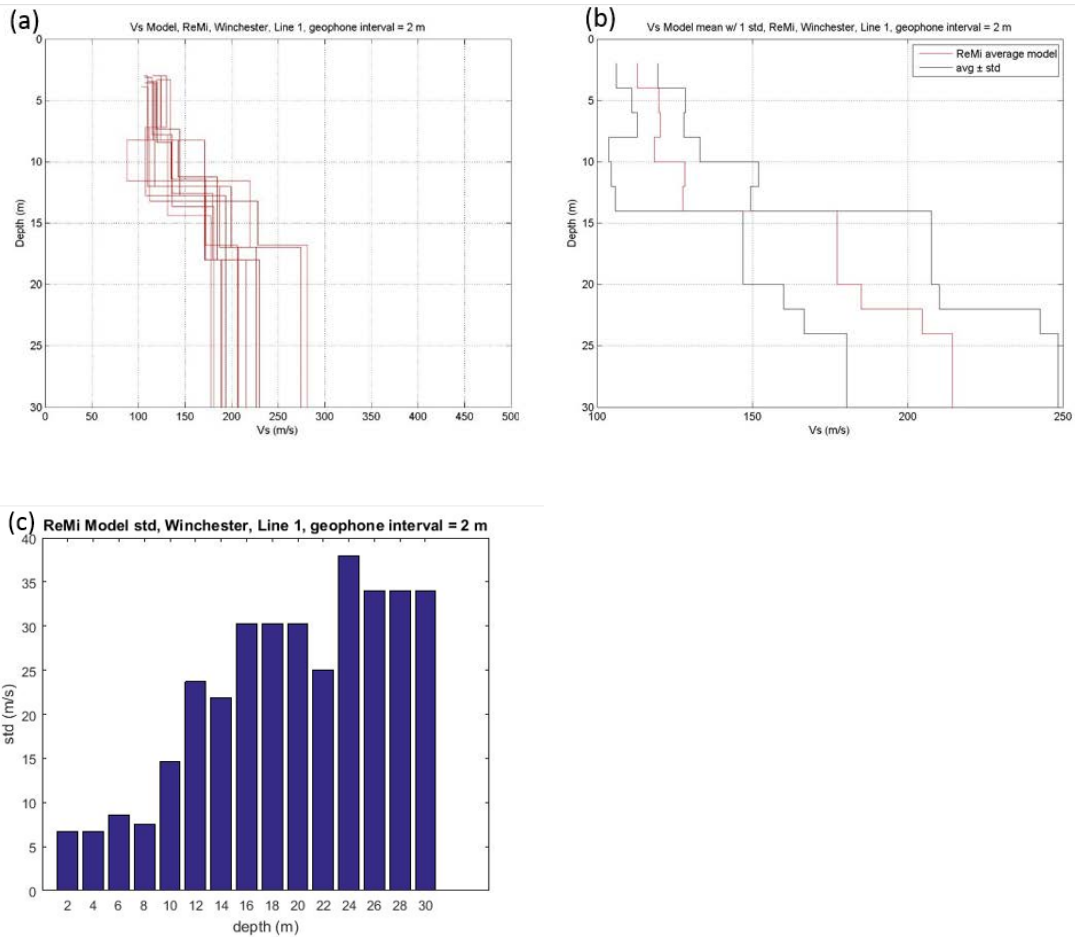 (a)
Vs Model, ReMi, Winchester, Line 1, geophone interval = 2 m
0
5
10
15
20
25
30
Depth (m)
0 50 100 150 200 250 300 350 400 450 500
Vs (m/s)
(b)
Vs Model mean w/ 1 std, ReMi, Winchester, Line 1, geophone interval = 2 m
ReMi average model
avg ± std
0
5
10
15
20
25
30
Depth (m)
100 150 200 250
Vs (m/s)
(c)
ReMi Model std, Winchester, Line 1, geophone interval = 2 m
40
35
30
25
20
15
10
5
0
std (m/s)
2 4 6 8 10 12 14 16 18 20 22 24 26 28 30
depth (m)